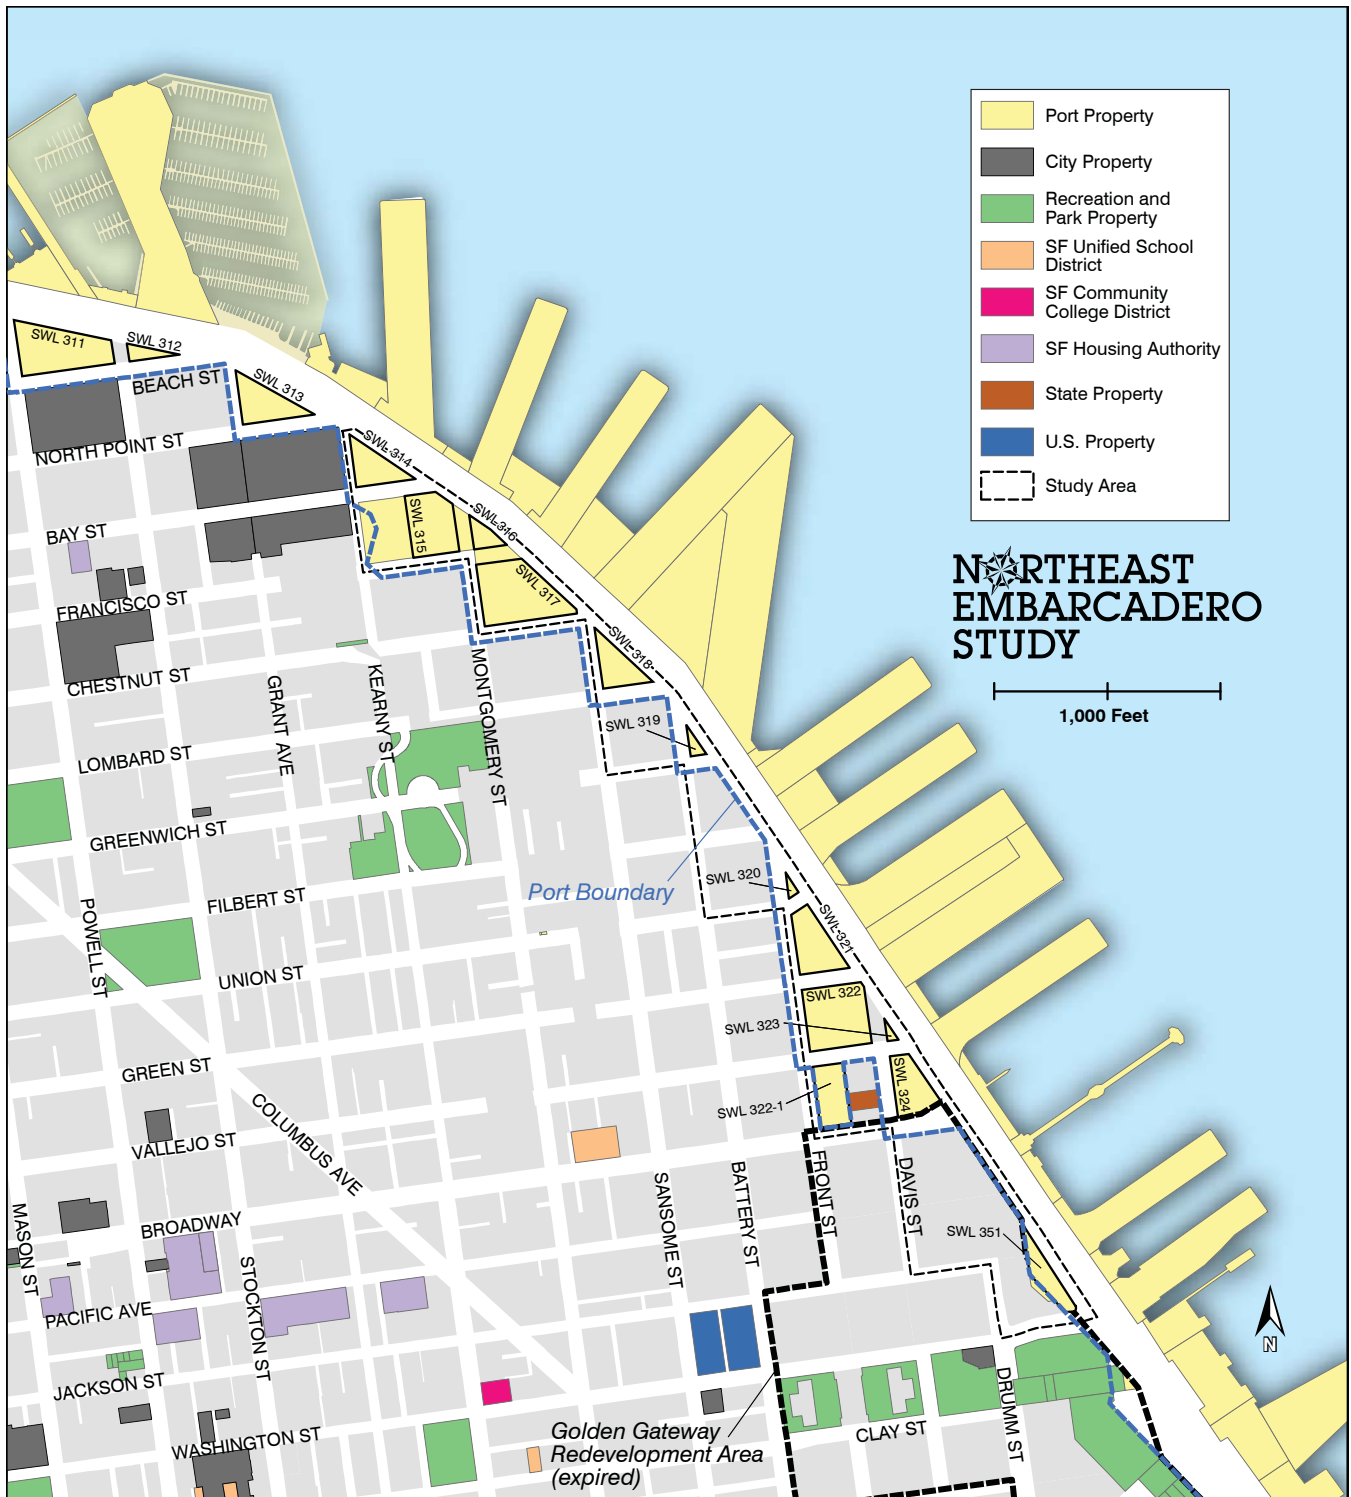 Port Property
City Property
Recreation and
Park Property
SF Unified School
District
SF Community
College District
SF Housing Authority
State Property
U.S. Property
Study Area
NORTHEAST
EMBARCADERO
STUDY
1,000 Feet
SWL 311
SWL 312
BEACH ST
SWL 313
NORTH POINT ST
SWL 314
SWL 315
SWL 316
BAY ST
SWL 317
FRANCISCO ST
SWL 318
CHESTNUT ST
GRANT AVE
KEARNY ST
MONTGOMERY ST
SWL 319
LOMBARD ST
GREENWICH ST
Port Boundary
SWL 320
FILBERT ST
POWELL ST
SWL 321
UNION ST
SWL 322
SWL 323
GREEN ST
SWL 324
SWL 322-1
COLUMBUS AVE
VALLEJO ST
FRONT ST
DAVIS ST
BATTERY ST
SANSOME ST
MASON ST
BROADWAY
SWL 351
STOCKTON ST
PACIFIC AVE
N
JACKSON ST
DRUMM ST
CLAY ST
WASHINGTON ST
Golden Gateway
Redevelopment Area
(expired)